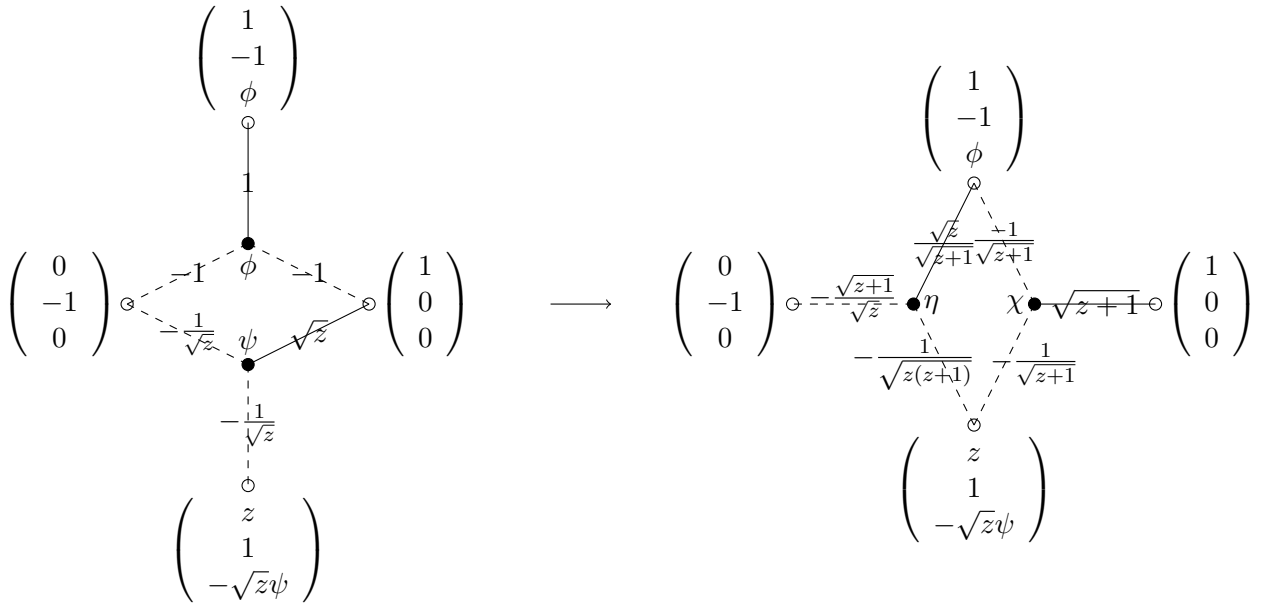 ( 1 −1 ϕ )
1
( 0 −1 0 )
−1
ϕ
−1
( 1 0 0 )
−1/√z
ψ
√z
−1/√z
( z 1 −√zψ )
⟶
( 1 −1 ϕ )
√z/√(z+1)
−1/√(z+1)
( 0 −1 0 )
−√(z+1)/√z
η
χ
√(z+1)
( 1 0 0 )
−1/√(z(z+1))
−1/√(z+1)
( z 1 −√zψ )